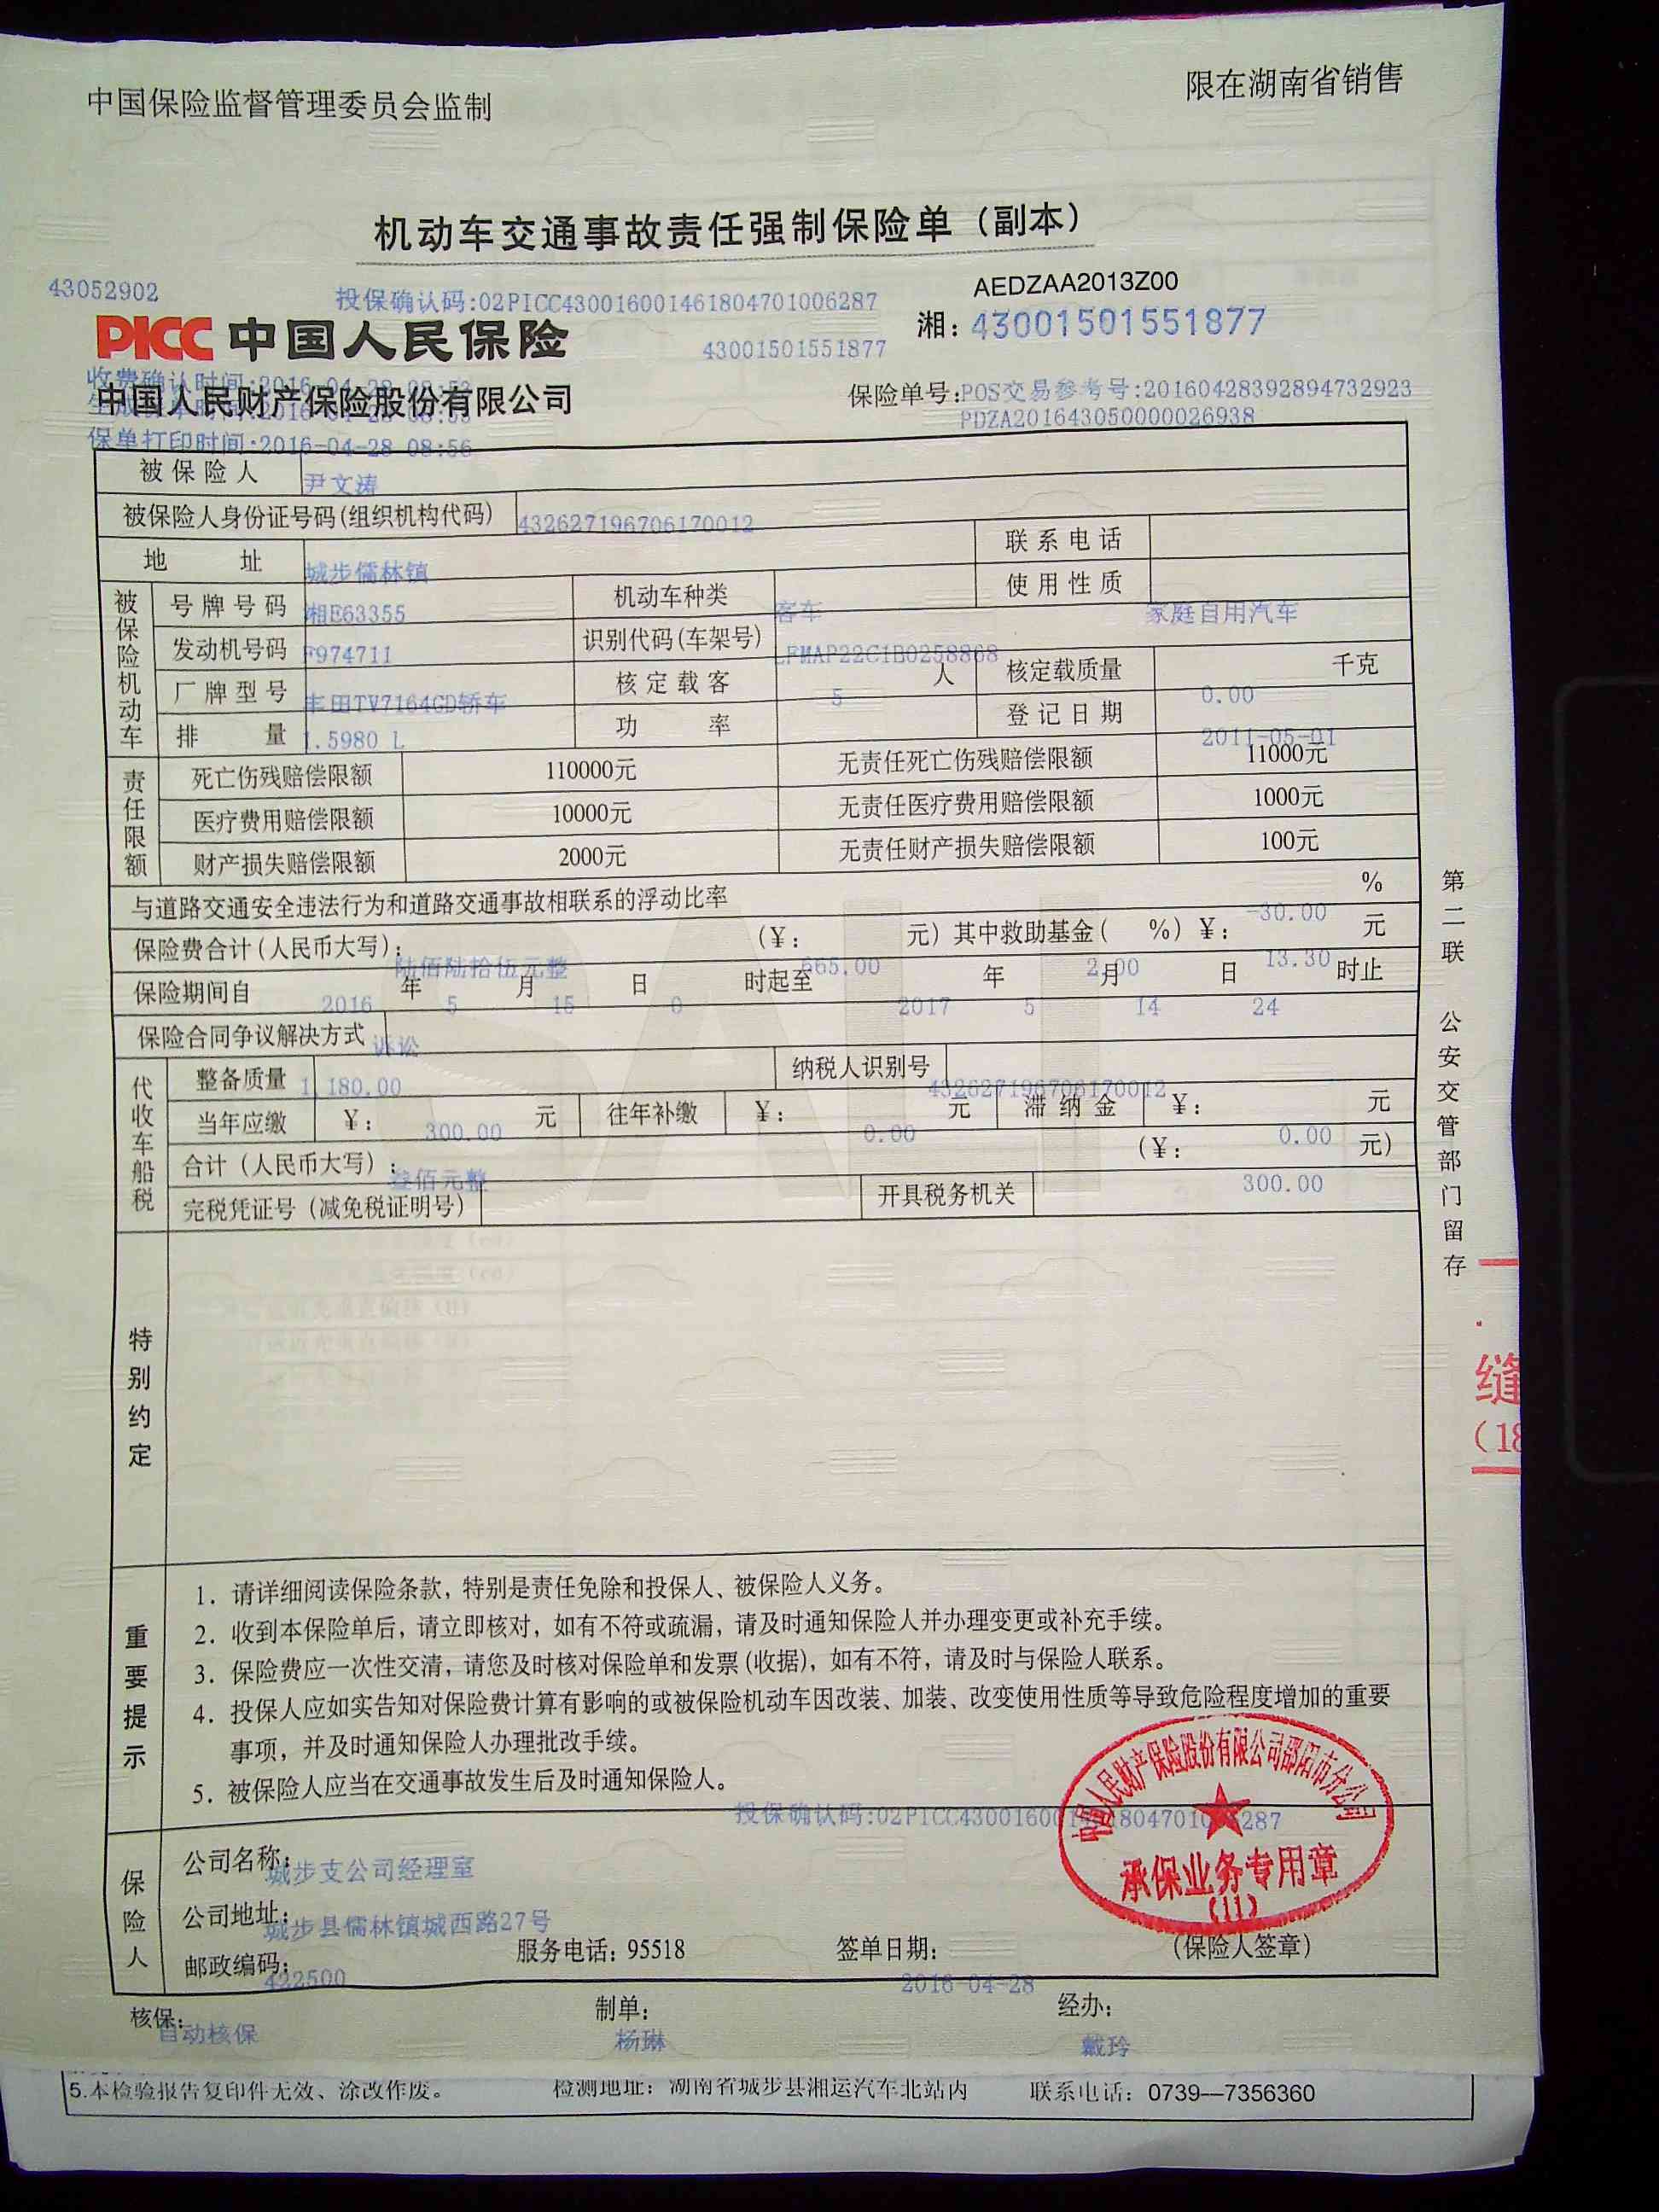 中国保险监督管理委员会监制
限在湖南省销售
机动车交通事故责任强制保险单（副本）
43052902
投保确认码:02PICC430016001461804701006287
AEDZAA2013Z00
PICC 中国人民保险
43001501551877
湘：43001501551877
收费确认时间:2016-04-28 08:53
中国人民财产保险股份有限公司
保险单号:POS交易参考号:20160428392894732923
PDZA201643050000026938
保单打印时间:2016-04-28 08:56
被保险人 尹文涛
被保险人身份证号码(组织机构代码) 432627196706170012
地 址 城步儒林镇 联系电话
被保险机动车
号牌号码 湘E63355 机动车种类 客车 使用性质 家庭自用汽车
发动机号码 F974711 识别代码(车架号) LFMAP22C1B0258868
厂牌型号 丰田TV7164GD轿车 核定载客 5 人 核定载质量 0.00 千克
排 量 1.5980 L 功 率 登记日期 2011-05-01
责任限额
死亡伤残赔偿限额 110000元 无责任死亡伤残赔偿限额 11000元
医疗费用赔偿限额 10000元 无责任医疗费用赔偿限额 1000元
财产损失赔偿限额 2000元 无责任财产损失赔偿限额 100元
与道路交通安全违法行为和道路交通事故相联系的浮动比率 -30.00 %
保险费合计(人民币大写)：陆佰陆拾伍元整 (¥：665.00 元) 其中救助基金( 2.00 %) ¥：13.30 元
保险期间自 2016 年 5 月 15 日 0 时起至 2017 年 5 月 14 日 24 时止
保险合同争议解决方式 诉讼
代收车船税
整备质量 1,180.00 纳税人识别号 432627196706170012
当年应缴 ¥：300.00 元 往年补缴 ¥：0.00 元 滞纳金 ¥：0.00 元
合计（人民币大写）：叁佰元整 (¥：300.00 元)
完税凭证号（减免税证明号） 开具税务机关
特别约定
第二联 公安交管部门留存
缝
(18
重要提示
1. 请详细阅读保险条款，特别是责任免除和投保人、被保险人义务。
2. 收到本保险单后，请立即核对，如有不符或疏漏，请及时通知保险人并办理变更或补充手续。
3. 保险费应一次性交清，请您及时核对保险单和发票(收据)，如有不符，请及时与保险人联系。
4. 投保人应如实告知对保险费计算有影响的或被保险机动车因改装、加装、改变使用性质等导致危险程度增加的重要
事项，并及时通知保险人办理批改手续。
5. 被保险人应当在交通事故发生后及时通知保险人。
投保确认码:02PICC430016001461804701006287
中国人民财产保险股份有限公司邵阳市分公司
承保业务专用章
(11)
保险人
公司名称：城步支公司经理室
公司地址：城步县儒林镇城西路27号
邮政编码：422500 服务电话：95518 签单日期：2016-04-28 （保险人签章）
核保：自动核保 制单：杨琳 经办：戴玲
5.本检验报告复印件无效、涂改作废。 检测地址：湖南省城步县湘运汽车北站内 联系电话：0739—7356360